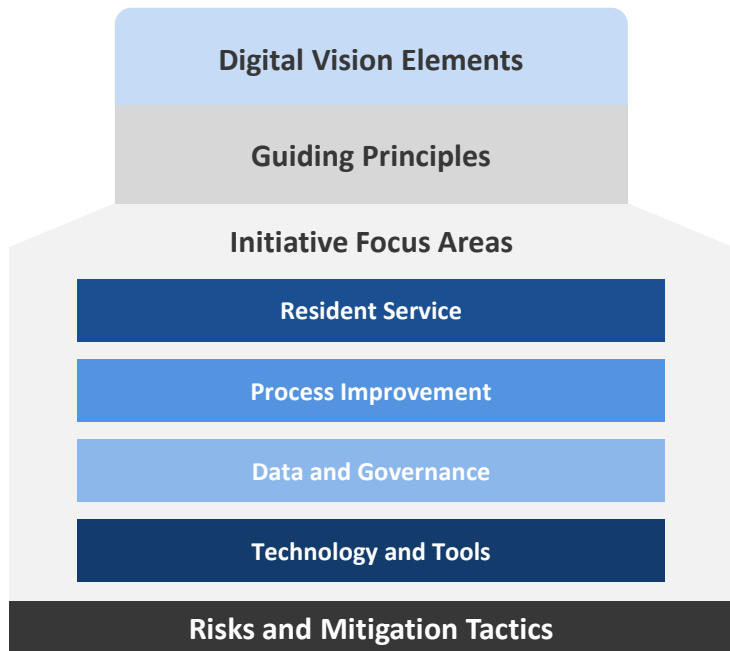 Digital Vision Elements
Guiding Principles
Initiative Focus Areas
Resident Service
Process Improvement
Data and Governance
Technology and Tools
Risks and Mitigation Tactics